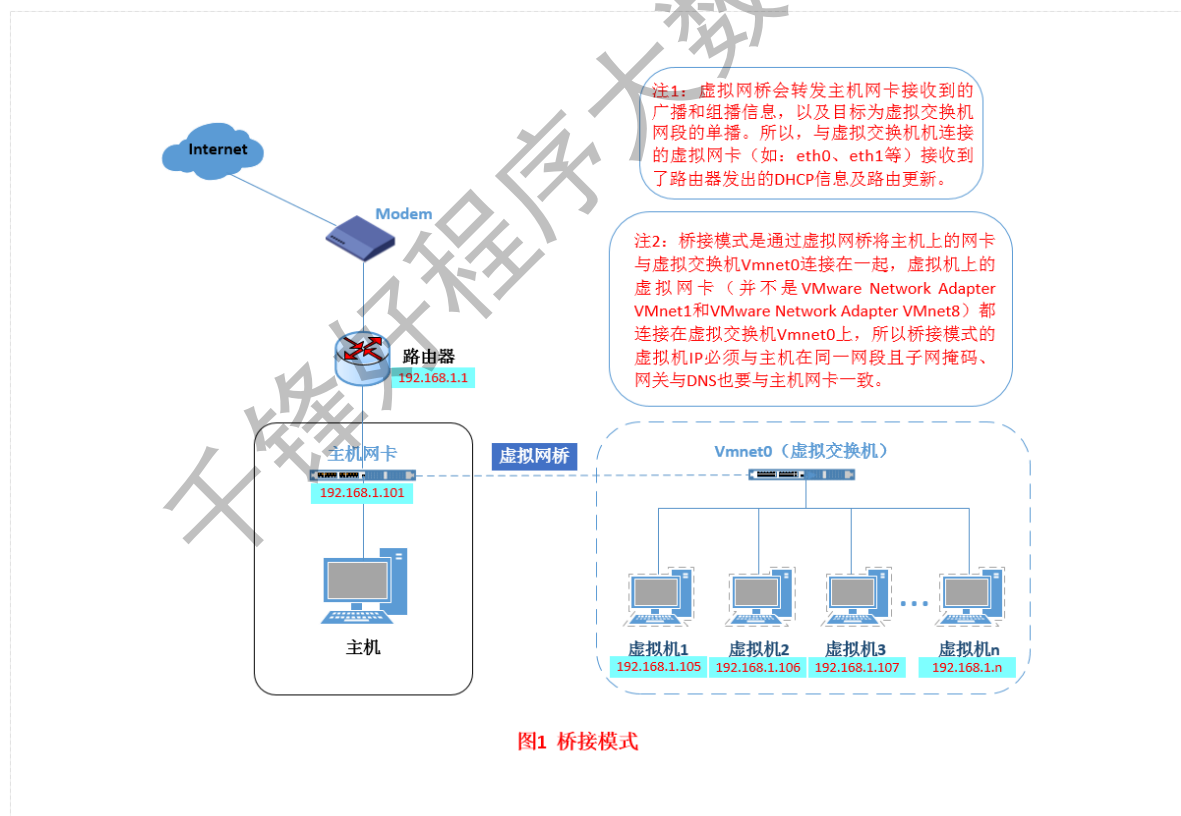 注1：虚拟网桥会转发主机网卡接收到的
广播和组播信息，以及目标为虚拟交换机
网段的单播。所以，与虚拟交换机机连接
的虚拟网卡（如：eth0、eth1等）接收到
了路由器发出的DHCP信息及路由更新。
Internet
Modem
注2：桥接模式是通过虚拟网桥将主机上的网卡
与虚拟交换机Vmnet0连接在一起，虚拟机上的
虚拟网卡（并不是VMware Network Adapter
VMnet1和VMware Network Adapter VMnet8）都
连接在虚拟交换机Vmnet0上，所以桥接模式的
虚拟机IP必须与主机在同一网段且子网掩码、
网关与DNS也要与主机网卡一致。
路由器
192.168.1.1
主机网卡
192.168.1.101
虚拟网桥
Vmnet0（虚拟交换机）
主机
...
虚拟机1
192.168.1.105
虚拟机2
192.168.1.106
虚拟机3
192.168.1.107
虚拟机n
192.168.1.n
图1 桥接模式
千锋好程序大数